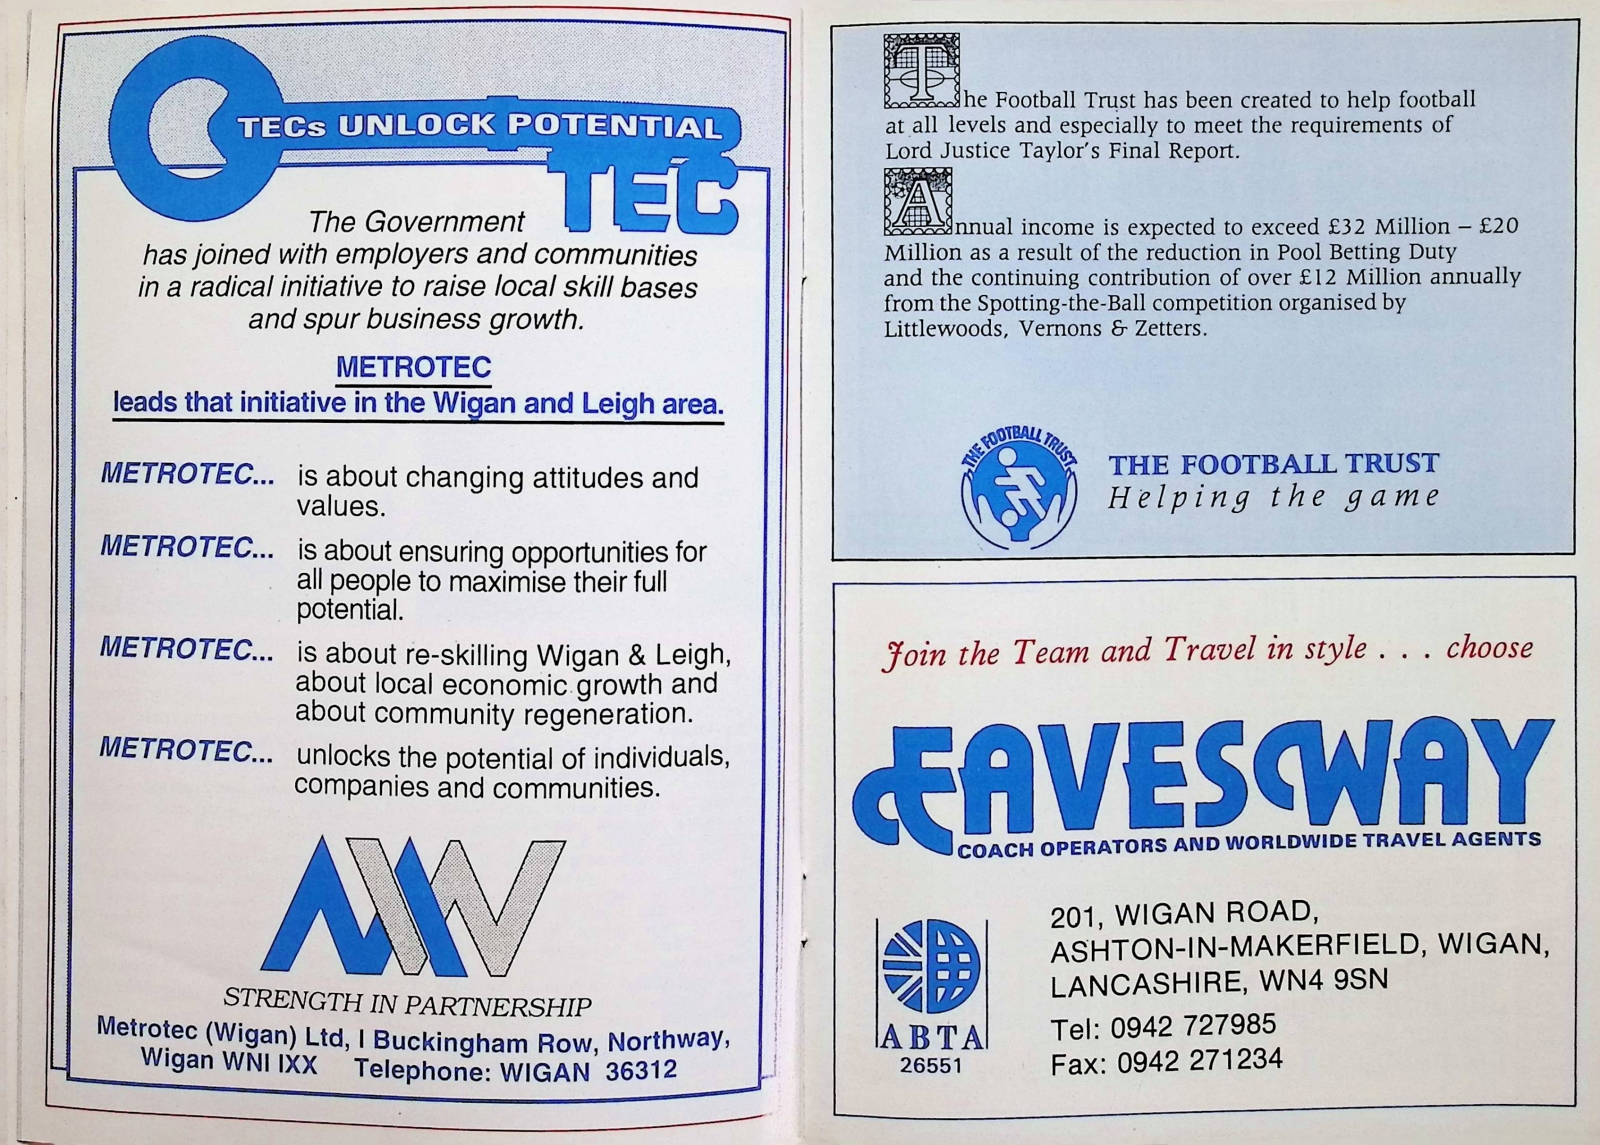 TECs UNLOCK POTENTIAL
TEC
The Government
has joined with employers and communities
in a radical initiative to raise local skill bases
and spur business growth.
METROTEC
leads that initiative in the Wigan and Leigh area.
METROTEC... is about changing attitudes and
values.
METROTEC... is about ensuring opportunities for
all people to maximise their full
potential.
METROTEC... is about re-skilling Wigan & Leigh,
about local economic growth and
about community regeneration.
METROTEC... unlocks the potential of individuals,
companies and communities.
STRENGTH IN PARTNERSHIP
Metrotec (Wigan) Ltd, I Buckingham Row, Northway,
Wigan WNI IXX Telephone: WIGAN 36312
The Football Trust has been created to help football
at all levels and especially to meet the requirements of
Lord Justice Taylor's Final Report.
Annual income is expected to exceed £32 Million – £20
Million as a result of the reduction in Pool Betting Duty
and the continuing contribution of over £12 Million annually
from the Spotting-the-Ball competition organised by
Littlewoods, Vernons & Zetters.
THE FOOTBALL TRUST
THE FOOTBALL TRUST
Helping the game
Join the Team and Travel in style . . . choose
EAVESWAY
COACH OPERATORS AND WORLDWIDE TRAVEL AGENTS
ABTA
26551
201, WIGAN ROAD,
ASHTON-IN-MAKERFIELD, WIGAN,
LANCASHIRE, WN4 9SN
Tel: 0942 727985
Fax: 0942 271234